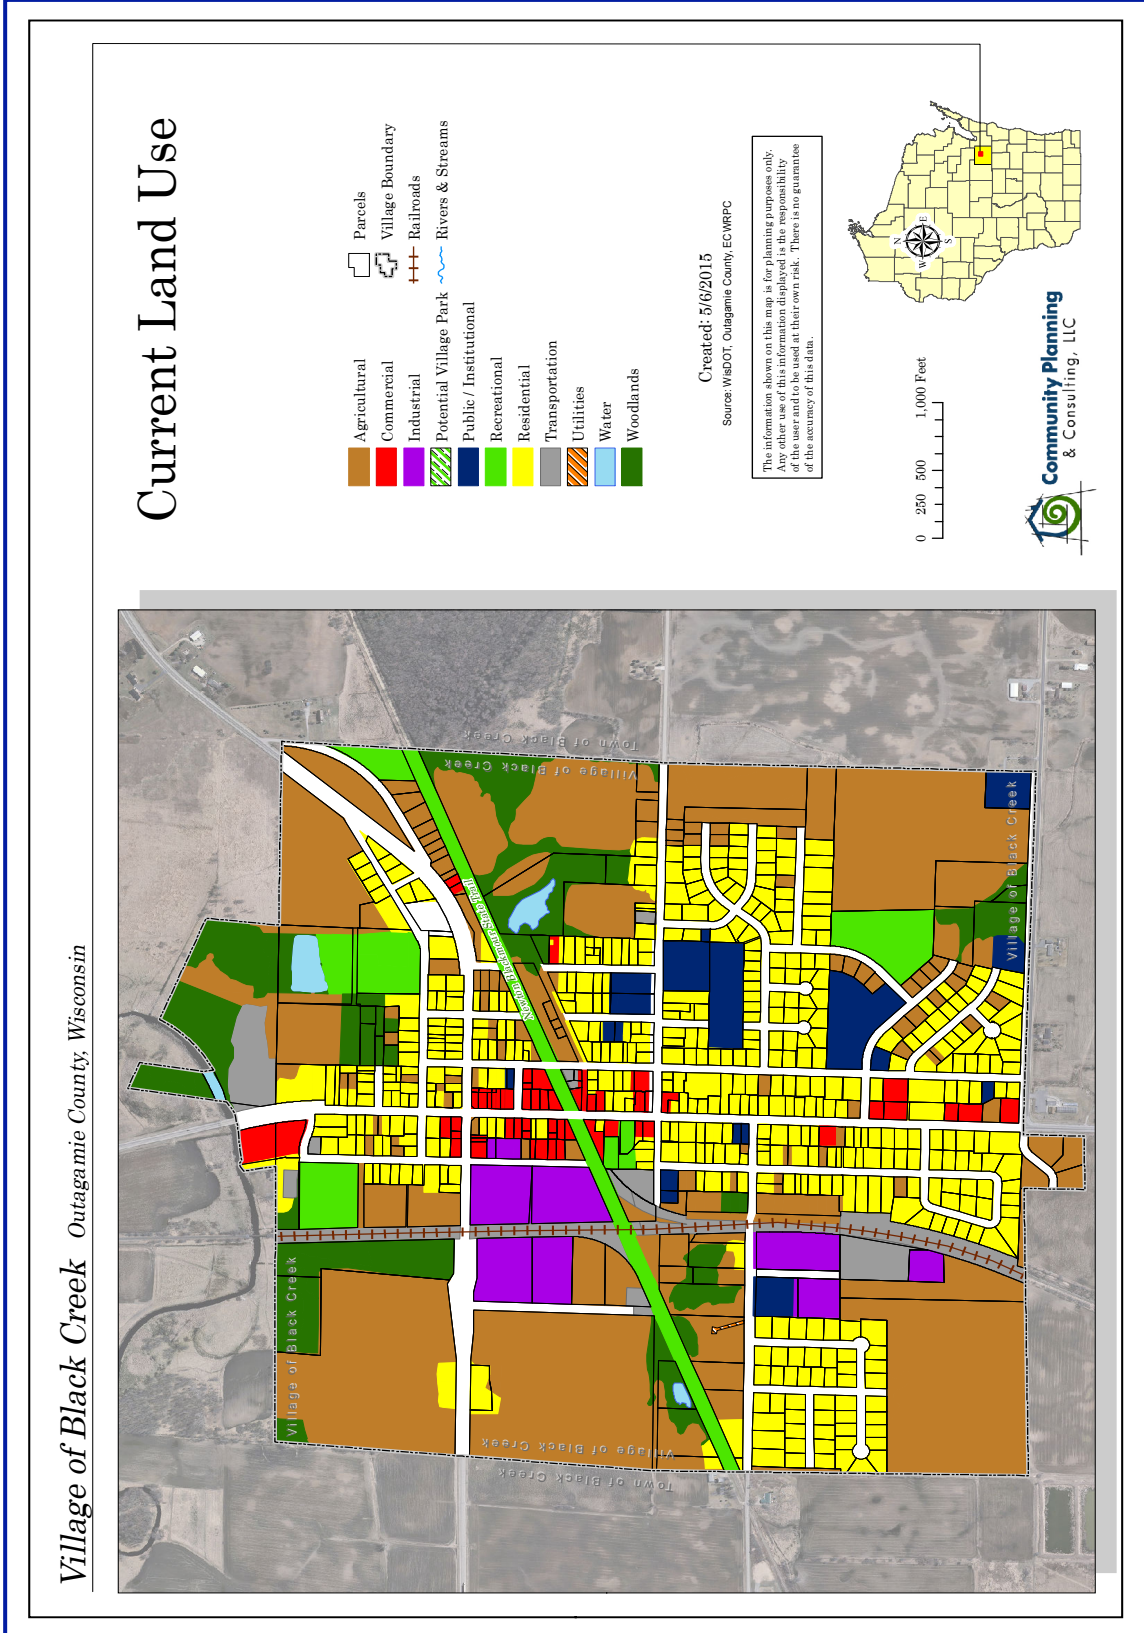 Village of Black Creek Outagamie County, Wisconsin
Current Land Use
Agricultural
Commercial
Industrial
Potential Village Park
Public / Institutional
Recreational
Residential
Transportation
Utilities
Water
Woodlands
Parcels
Village Boundary
Railroads
Rivers & Streams
Created: 5/6/2015
Source: WisDOT, Outagamie County, ECWRPC
The information shown on this map is for planning purposes only.
Any other use of this information displayed is the responsibility
of the user and to be used at their own risk. There is no guarantee
of the accuracy of this data.
0 250 500 1,000 Feet
N
W E
S
Community Planning
& Consulting, LLC
Village of Black Creek
Town of Black Creek
Village of Black Creek
Newton Blackmour State Trail
Village of Black Creek
Village of Black Creek
Town of Black Creek
Village of Black Creek